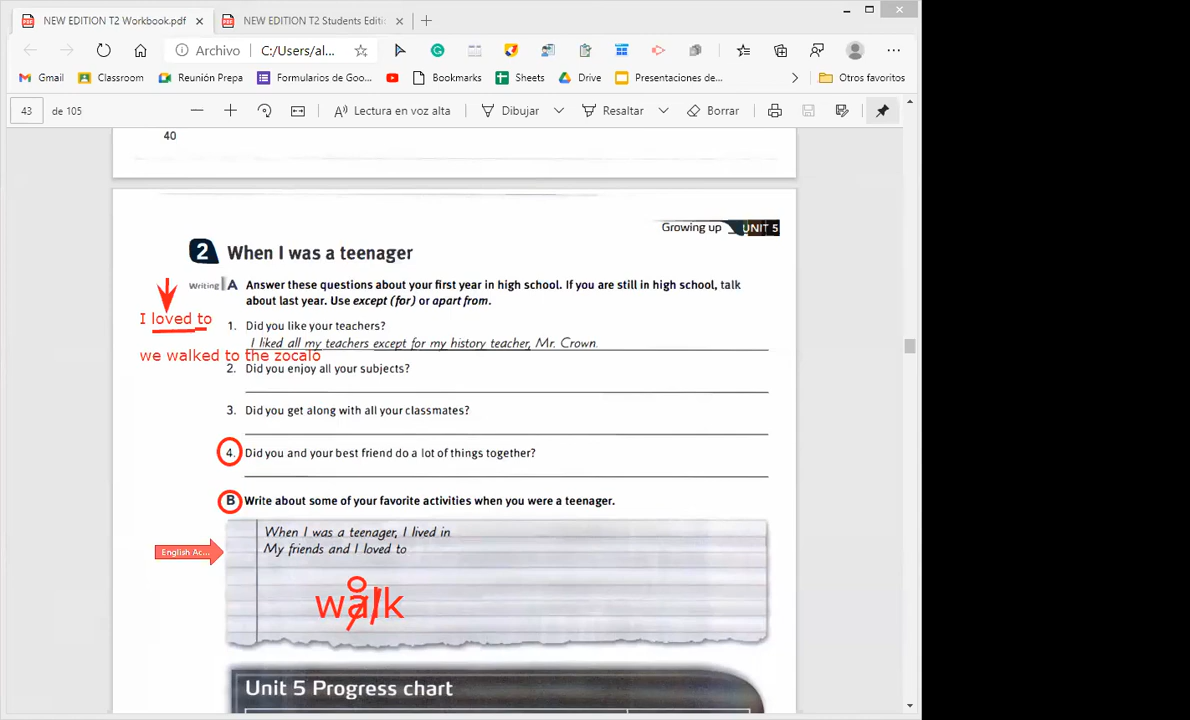 NEW EDITION T2 Workbook.pdf
NEW EDITION T2 Students Editi
Archivo
C:/Users/al...
Gmail
Classroom
Reunión Prepa
Formularios de Goo...
Bookmarks
Sheets
Drive
Presentaciones de...
Otros favoritos
43
de 105
Lectura en voz alta
Dibujar
Resaltar
Borrar
40
Growing up UNIT 5
2 When I was a teenager
Writing A Answer these questions about your first year in high school. If you are still in high school, talk
about last year. Use except (for) or apart from.
I loved to
1. Did you like your teachers?
I liked all my teachers except for my history teacher, Mr. Crown.
we walked to the zocalo
2. Did you enjoy all your subjects?
3. Did you get along with all your classmates?
4. Did you and your best friend do a lot of things together?
B Write about some of your favorite activities when you were a teenager.
When I was a teenager, I lived in
My friends and I loved to
English Ac...
o
walk
Unit 5 Progress chart